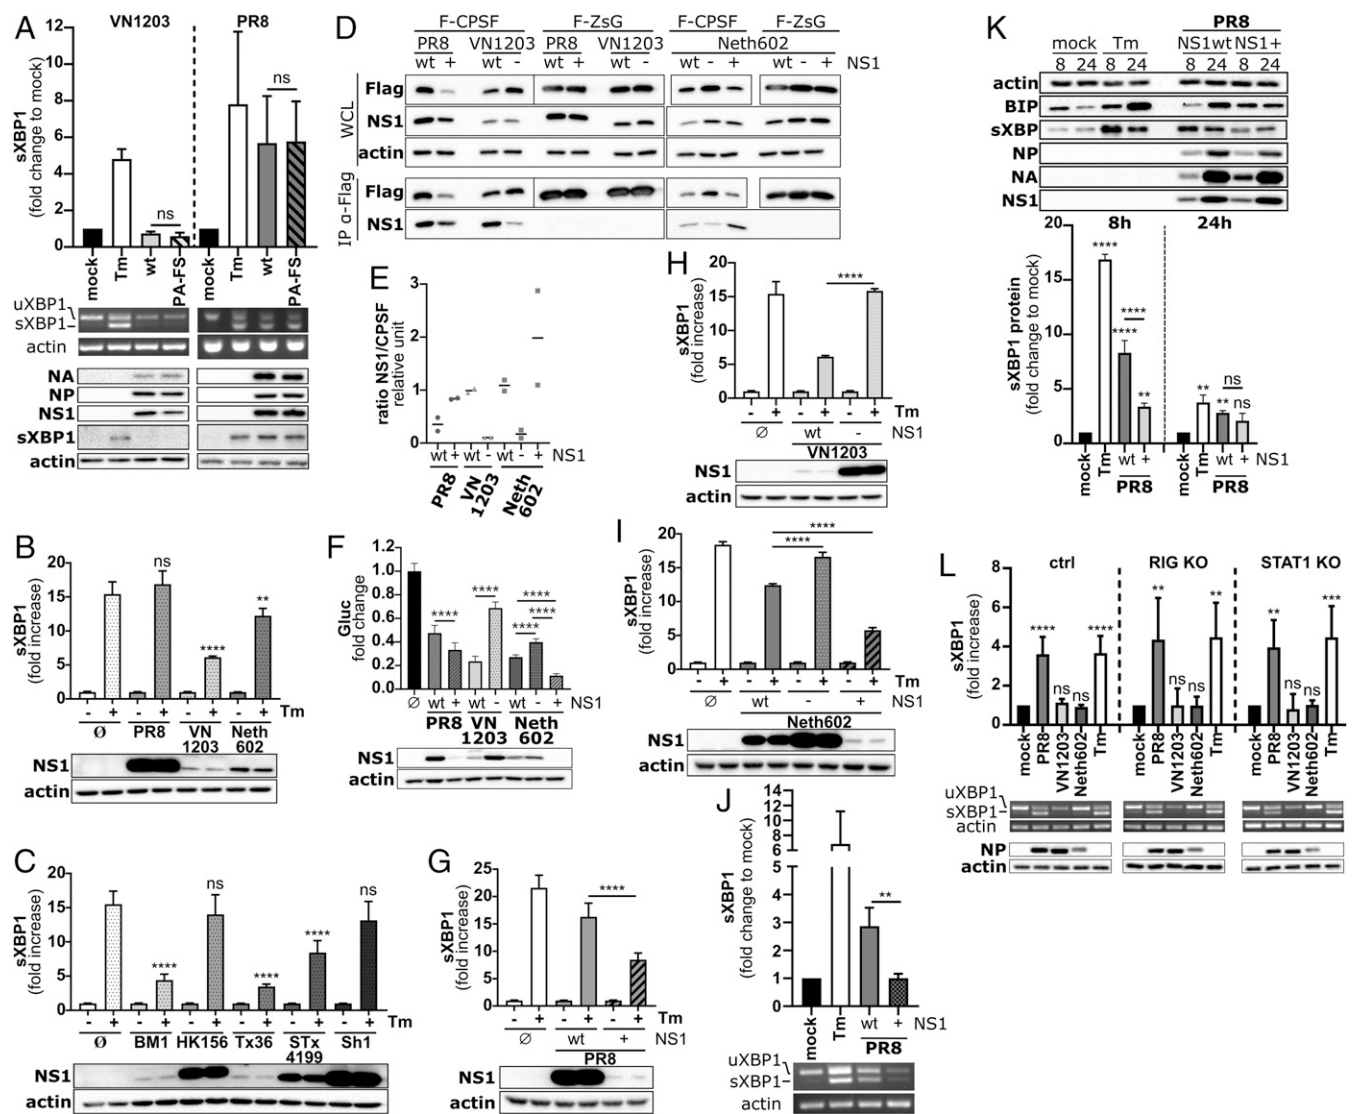 A
VN1203
PR8
sXBP1
(fold change to mock)
12
10
8
6
4
2
0
ns
ns
mock
Tm
wt
PA-FS
mock
Tm
wt
PA-FS
uXBP1
sXBP1
actin
NA
NP
NS1
sXBP1
actin
B
sXBP1
(fold increase)
20
15
10
5
0
ns
****
**
- + - + - + - + Tm
Ø PR8 VN 1203 Neth 602
NS1
actin
C
sXBP1
(fold increase)
20
15
10
5
0
****
ns
****
****
ns
- + - + - + - + - + - + Tm
Ø BM1 HK156 Tx36 STx 4199 Sh1
NS1
actin
D
F-CPSF F-ZsG F-CPSF F-ZsG
PR8 VN1203 PR8 VN1203 Neth602
wt + wt - wt + wt - wt - + wt - + NS1
WCL
Flag
NS1
actin
IP α-Flag
Flag
NS1
E
ratio NS1/CPSF
relative unit
3
2
1
0
wt + wt - wt - + NS1
PR8
VN 1203
Neth 602
F
Gluc
fold change
1.2
1.0
0.8
0.6
0.4
0.2
0.0
****
****
****
****
****
Ø wt + wt - wt - + NS1
PR8 VN 1203 Neth 602
NS1
actin
G
sXBP1
(fold increase)
25
20
15
10
5
0
****
- + - + - + Tm
Ø wt + NS1
PR8
NS1
actin
H
sXBP1
(fold increase)
20
15
10
5
0
****
- + - + - + Tm
Ø wt - NS1
VN1203
NS1
actin
I
sXBP1
(fold increase)
20
15
10
5
0
****
****
- + - + - + - + Tm
Ø wt - + NS1
Neth602
NS1
actin
J
sXBP1
(fold change to mock)
14
12
10
8
6
5
4
3
2
1
0
**
mock
Tm
wt + NS1
PR8
uXBP1
sXBP1
actin
K
PR8
mock Tm NS1wt NS1+
8 24 8 24 8 24 8 24
actin
BIP
sXBP
NP
NA
NS1
20
8h 24h
sXBP1 protein
(fold change to mock)
20
15
10
5
0
****
****
****
**
**
**
ns
ns
mock
Tm
wt +
PR8
mock
Tm
wt + NS1
PR8
L
ctrl RIG KO STAT1 KO
sXBP1
(fold increase)
8
6
4
2
0
****
ns
ns
****
**
ns
ns
**
**
ns
ns
***
mock
PR8
VN1203
Neth602
Tm
mock
PR8
VN1203
Neth602
Tm
mock
PR8
VN1203
Neth602
Tm
uXBP1
sXBP1
actin
NP
actin